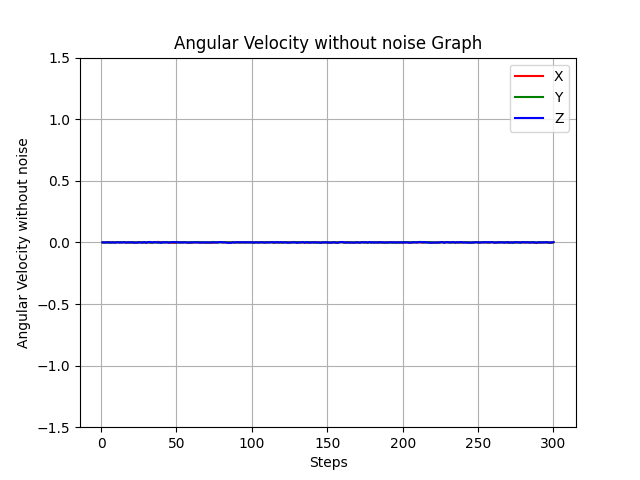 Angular Velocity without noise Graph
Angular Velocity without noise
1.5
1.0
0.5
0.0
−0.5
−1.0
−1.5
X
Y
Z
0 50 100 150 200 250 300
Steps